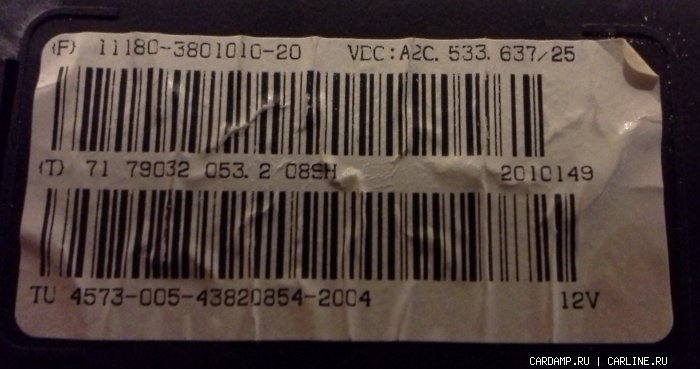 (F) 11180-3801010-20 VDC:A2C. 533. 637/25
(T) 71 79032 053. 2 089H 2010149
TU 4573-005-43820854-2004 12V
CARDAMP.RU | CARLINE.RU